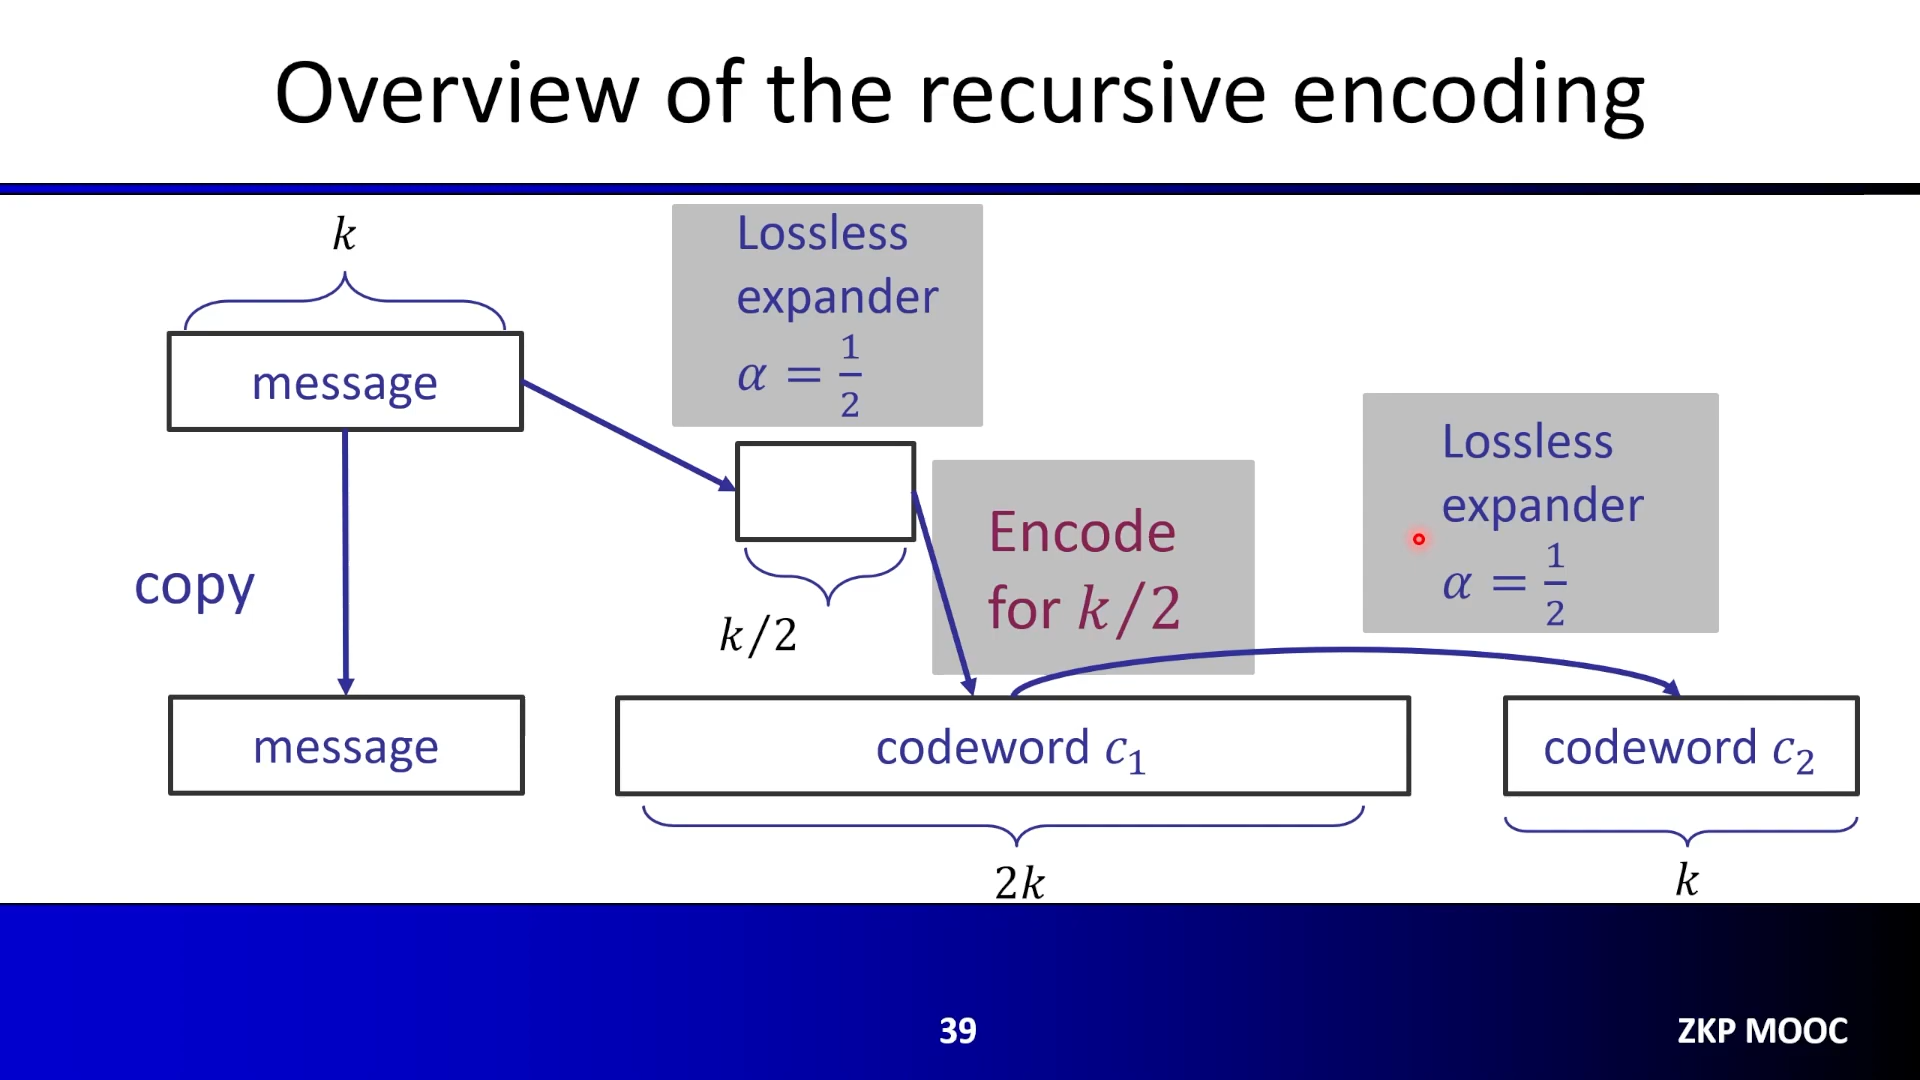 Overview of the recursive encoding
k
Lossless
expander
α = 1/2
message
Lossless
expander
α = 1/2
Encode
for k/2
copy
k/2
message
codeword c₁
codeword c₂
2k
k
39
ZKP MOOC